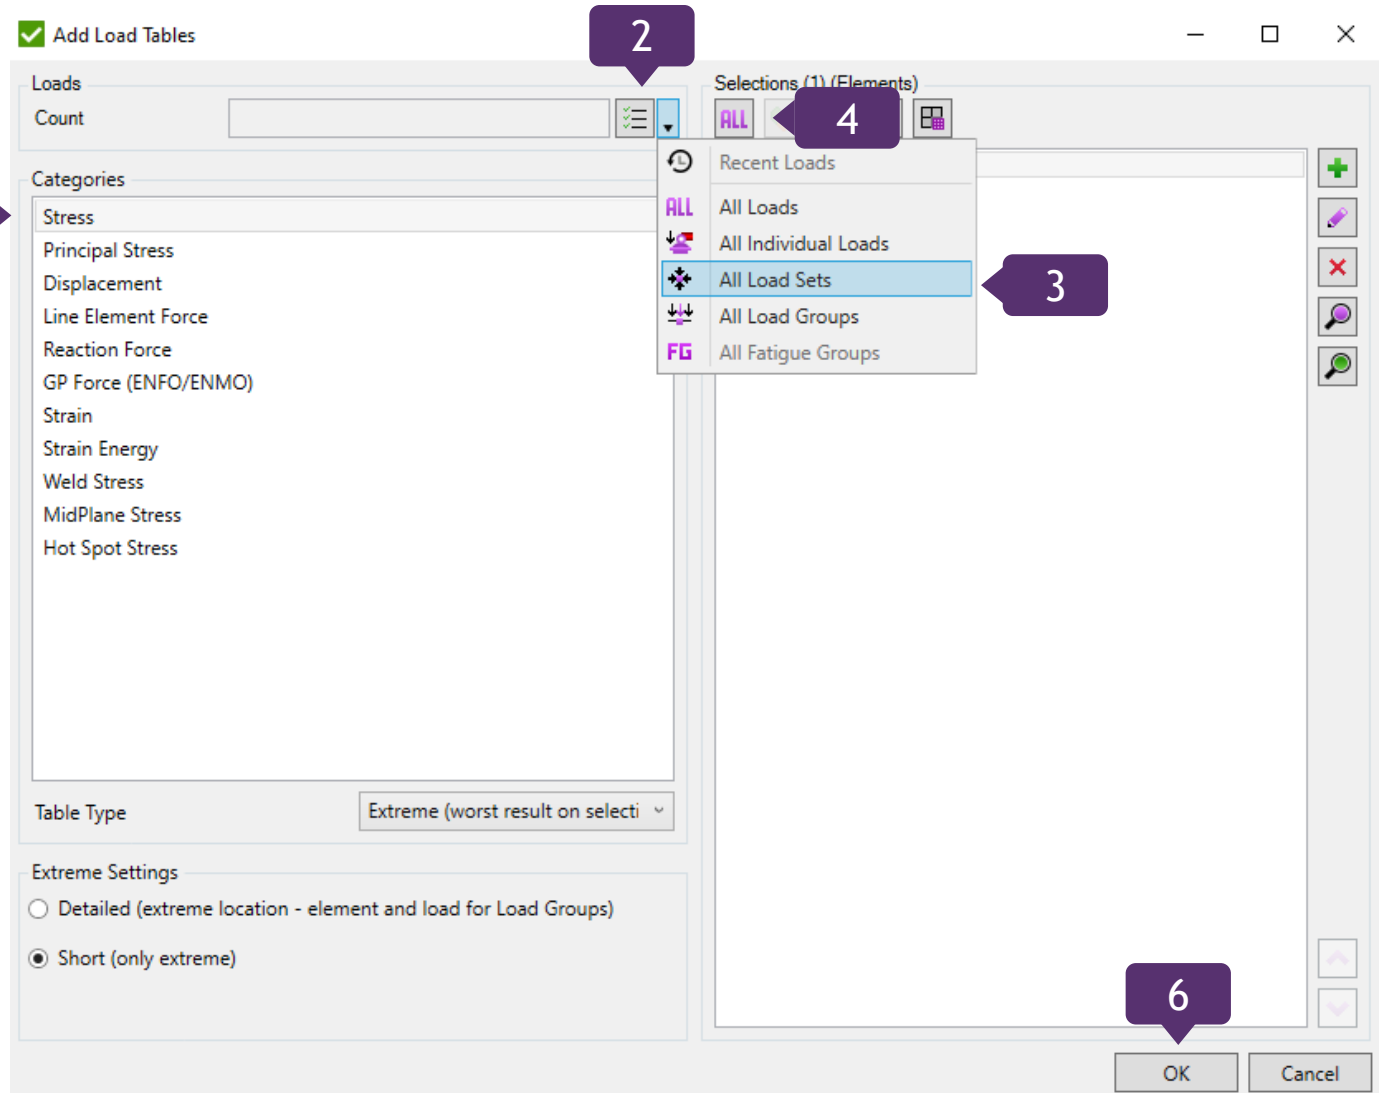 Add Load Tables
2
Loads
Count
Selections (1) (Elements)
ALL
4
Recent Loads
ALL All Loads
All Individual Loads
All Load Sets
3
All Load Groups
FG All Fatigue Groups
Categories
Stress
Principal Stress
Displacement
Line Element Force
Reaction Force
GP Force (ENFO/ENMO)
Strain
Strain Energy
Weld Stress
MidPlane Stress
Hot Spot Stress
Table Type
Extreme (worst result on selecti
Extreme Settings
Detailed (extreme location - element and load for Load Groups)
Short (only extreme)
6
OK
Cancel